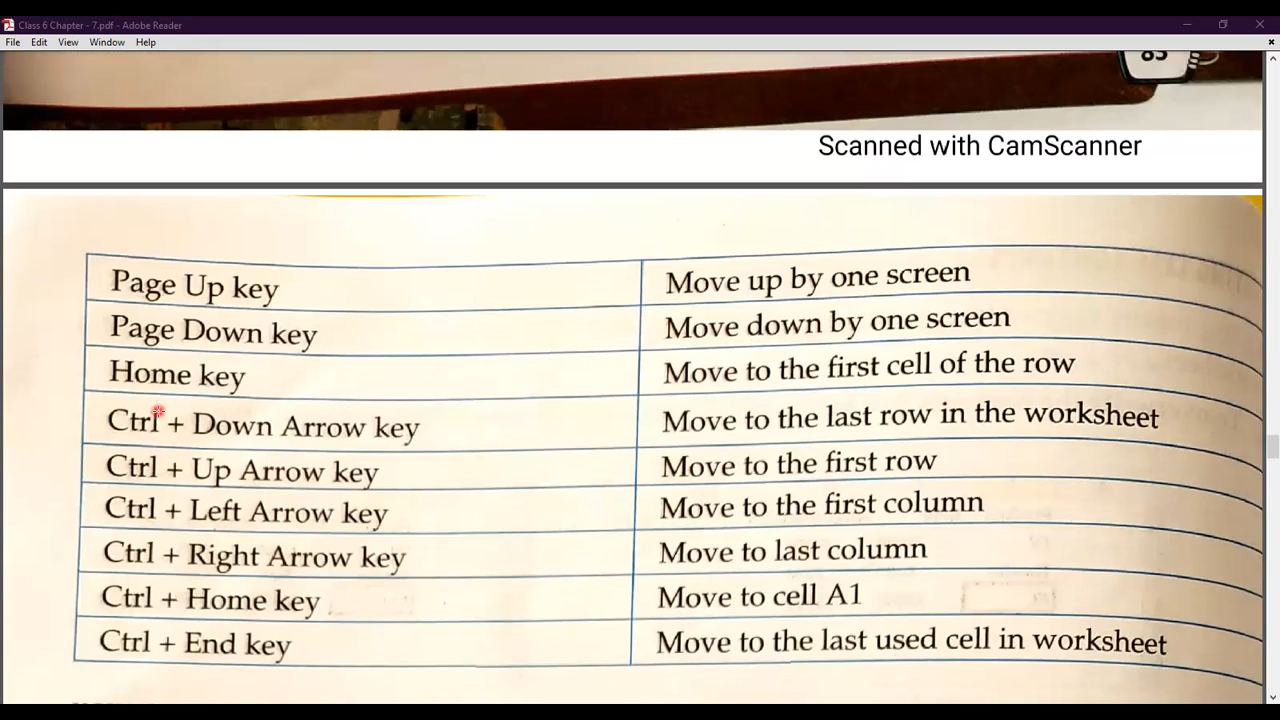 Class 6 Chapter - 7.pdf - Adobe Reader
File Edit View Window Help
Scanned with CamScanner
Page Up key Move up by one screen
Page Down key Move down by one screen
Home key Move to the first cell of the row
Ctrl + Down Arrow key Move to the last row in the worksheet
Ctrl + Up Arrow key Move to the first row
Ctrl + Left Arrow key Move to the first column
Ctrl + Right Arrow key Move to last column
Ctrl + Home key Move to cell A1
Ctrl + End key Move to the last used cell in worksheet